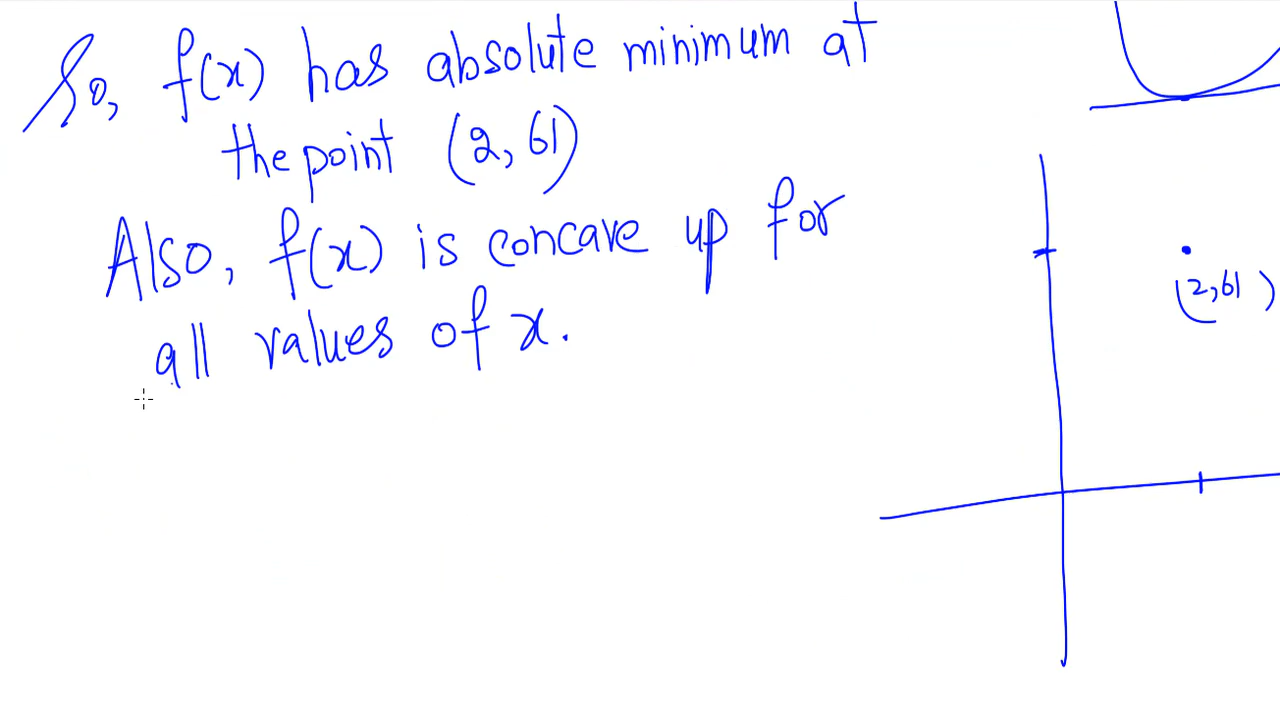 So, f(x) has absolute minimum at
the point (2, 61)
Also, f(x) is concave up for
all values of x.
(2,61)